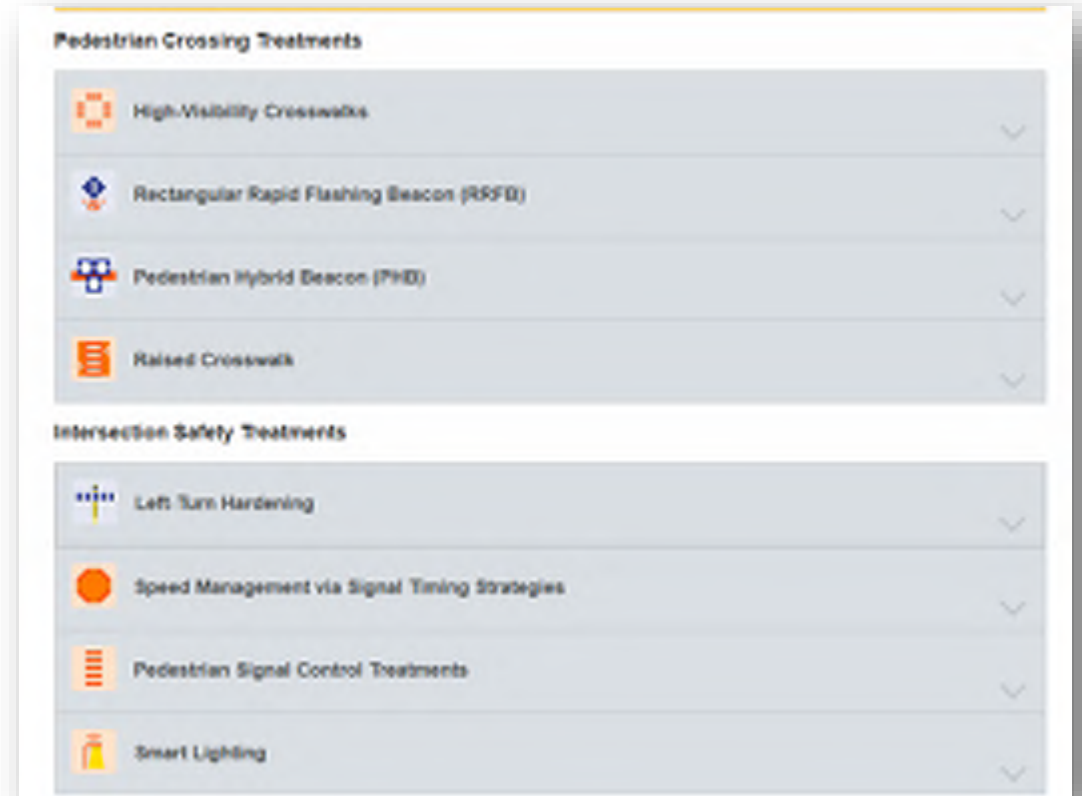 Pedestrian Crossing Treatments
High-Visibility Crosswalks
Rectangular Rapid Flashing Beacon (RRFB)
Pedestrian Hybrid Beacon (PHB)
Raised Crosswalk
Intersection Safety Treatments
Left Turn Hardening
Speed Management via Signal Timing Strategies
Pedestrian Signal Control Treatments
Smart Lighting